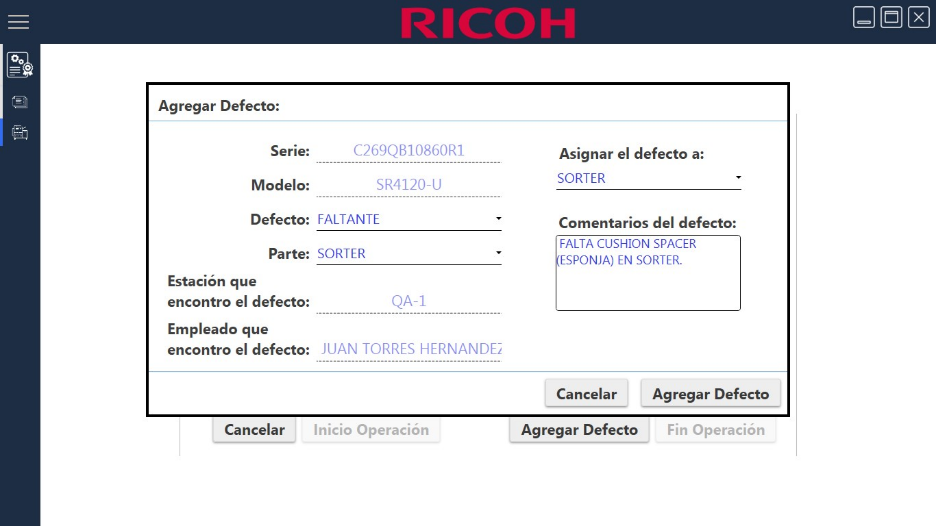 RICOH
Agregar Defecto:
Serie: C269QB10860R1
Modelo: SR4120-U
Defecto: FALTANTE
Parte: SORTER
Estación que
encontro el defecto: QA-1
Empleado que
encontro el defecto: JUAN TORRES HERNANDEZ
Asignar el defecto a:
SORTER
Comentarios del defecto:
FALTA CUSHION SPACER
(ESPONJA) EN SORTER.
Cancelar Agregar Defecto
Cancelar Inicio Operación Agregar Defecto Fin Operación